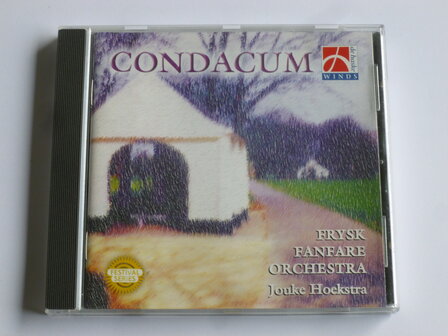 CONDACUM
de haske
WINDS
FRYSK
FANFARE
ORCHESTRA
Jouke Hoekstra
FESTIVAL
SERIES